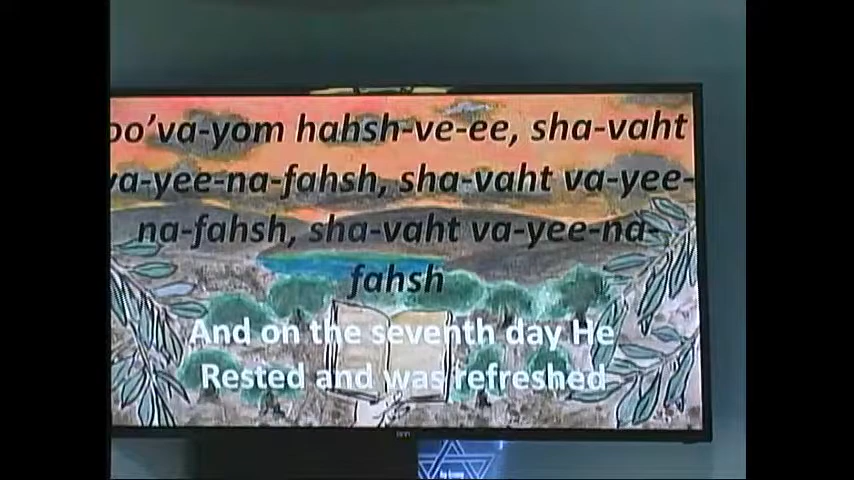 oo'va-yom hahsh-ve-ee, sha-vaht
va-yee-na-fahsh, sha-vaht va-yee-
na-fahsh, sha-vaht va-yee-na-
fahsh
And on the seventh day He
Rested and was refreshed